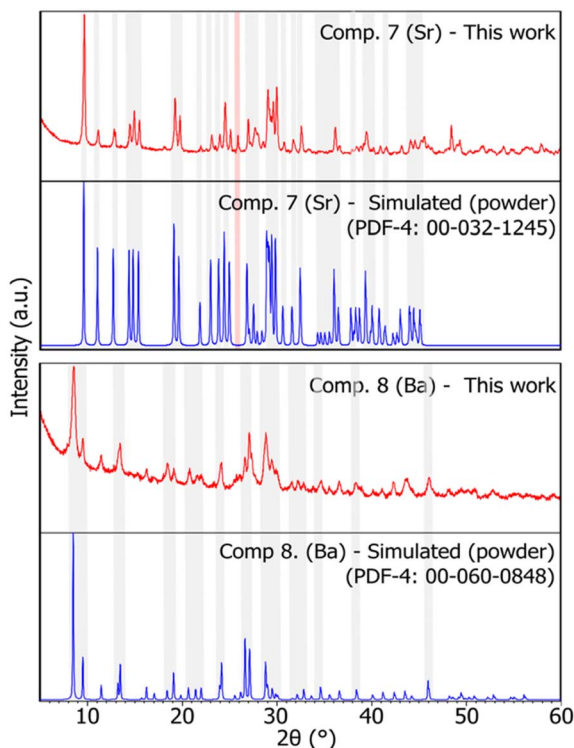 Comp. 7 (Sr) - This work
Comp. 7 (Sr) - Simulated (powder)
(PDF-4: 00-032-1245)
Intensity (a.u.)
Comp. 8 (Ba) - This work
Comp 8. (Ba) - Simulated (powder)
(PDF-4: 00-060-0848)
10 20 30 40 50 60
2θ (°)